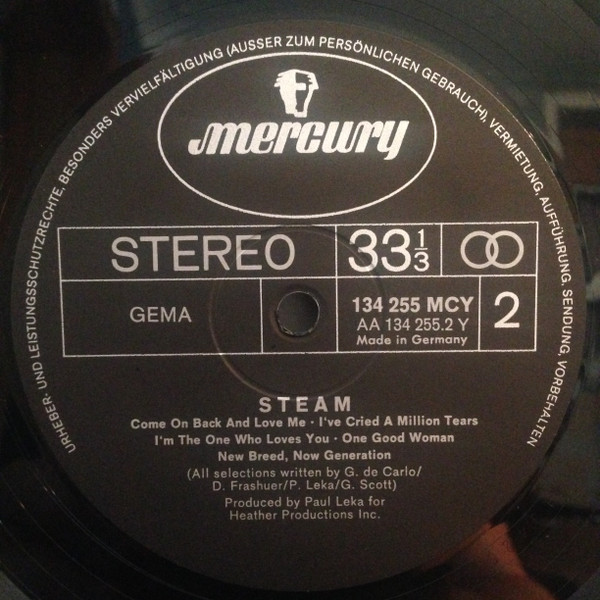 URHEBER- UND LEISTUNGSSCHUTZRECHTE, BESONDERS VERVIELFÄLTIGUNG (AUSSER ZUM PERSÖNLICHEN GEBRAUCH), VERMIETUNG, AUFFÜHRUNG, SENDUNG, VORBEHALTEN
mercury
STEREO 33 1/3
GEMA
134 255 MCY
AA 134 255.2 Y
Made in Germany
2
STEAM
Come On Back And Love Me · I've Cried A Million Tears
I'm The One Who Loves You · One Good Woman
New Breed, Now Generation
(All selections written by G. de Carlo/
D. Frashuer/P. Leka/G. Scott)
Produced by Paul Leka for
Heather Productions Inc.